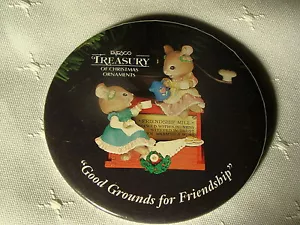 ENESCO
TREASURY
OF CHRISTMAS
ORNAMENTS
FRIENDSHIP MILL
"Good Grounds for Friendship"